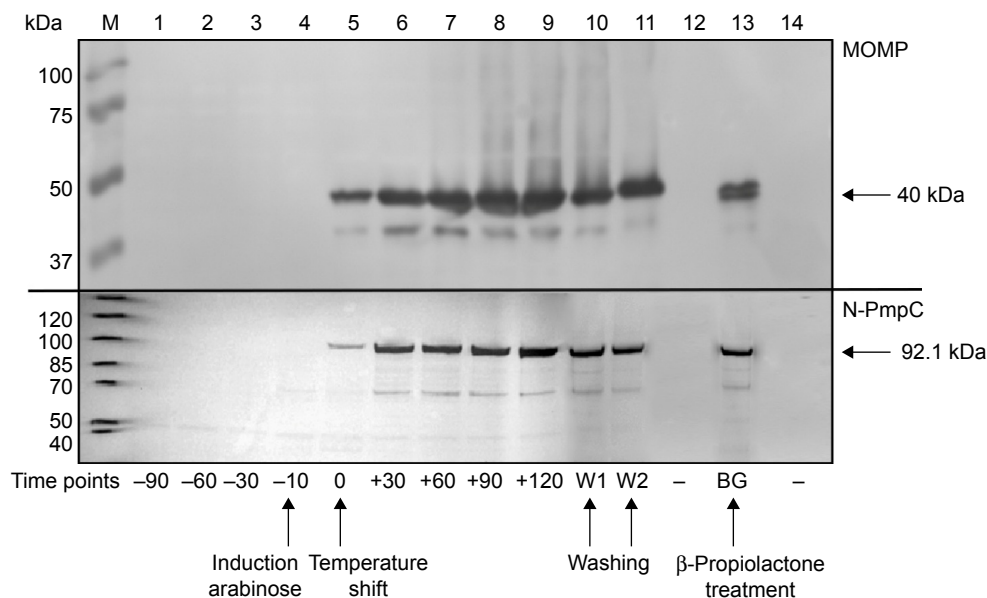 kDa M 1 2 3 4 5 6 7 8 9 10 11 12 13 14
MOMP
100
75
50
40 kDa
37
N-PmpC
120
100
92.1 kDa
85
70
50
40
Time points –90 –60 –30 –10 0 +30 +60 +90 +120 W1 W2 – BG –
Induction arabinose
Temperature shift
Washing
β-Propiolactone treatment